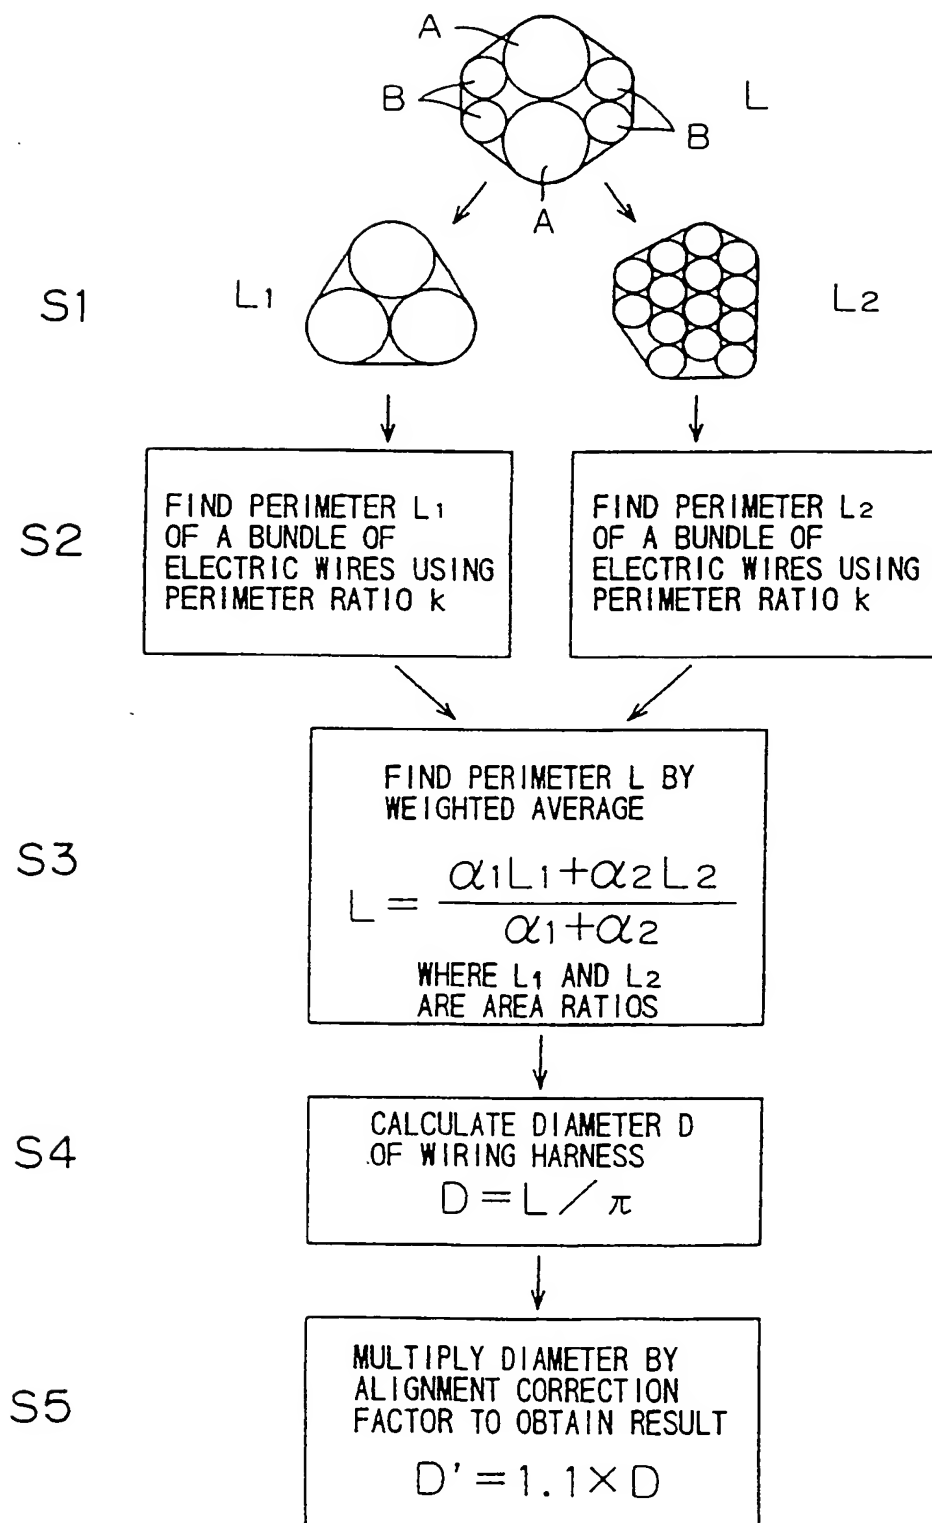 A
B
L
B
A
S1
L1
L2
S2
FIND PERIMETER L1
OF A BUNDLE OF
ELECTRIC WIRES USING
PERIMETER RATIO k
FIND PERIMETER L2
OF A BUNDLE OF
ELECTRIC WIRES USING
PERIMETER RATIO k
S3
FIND PERIMETER L BY
WEIGHTED AVERAGE
L = (α1L1+α2L2) / (α1+α2)
WHERE L1 AND L2
ARE AREA RATIOS
S4
CALCULATE DIAMETER D
OF WIRING HARNESS
D = L / π
S5
MULTIPLY DIAMETER BY
ALIGNMENT CORRECTION
FACTOR TO OBTAIN RESULT
D' = 1.1 × D